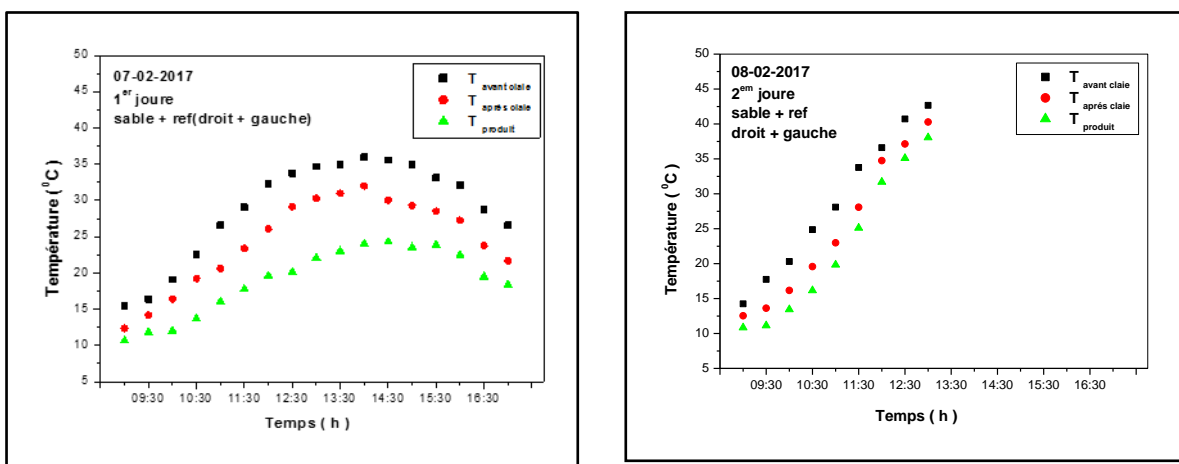 50
45
40
35
30
25
20
15
10
5
Température ( ⁰C )
07-02-2017
1er joure
sable + ref(droit + gauche)
T avant claie
T après claie
T produit
09:30 10:30 11:30 12:30 13:30 14:30 15:30 16:30
Temps ( h )
50
45
40
35
30
25
20
15
10
5
Température ( ⁰C )
08-02-2017
2em joure
sable + ref
droit + gauche
T avant claie
T aprés claie
T produit
09:30 10:30 11:30 12:30 13:30 14:30 15:30 16:30
Temps ( h )